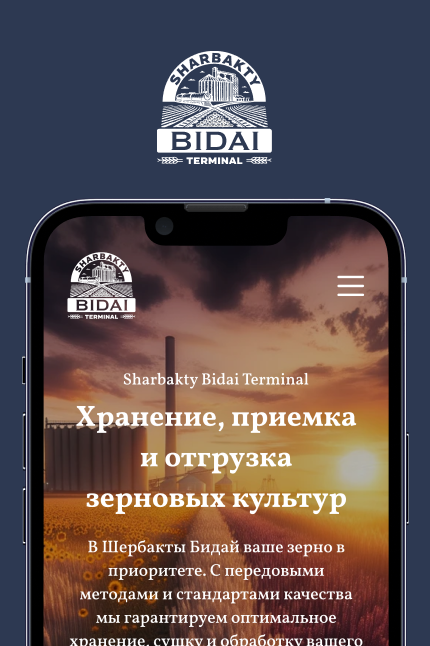 SHARBAKTY
BIDAI
TERMINAL
SHARBAKTY
BIDAI
TERMINAL
Sharbakty Bidai Terminal
Хранение, приемка
и отгрузка
зерновых культур
В Шербакты Бидай ваше зерно в
приоритете. С передовыми
методами и стандартами качества
мы гарантируем оптимальное
хранение, сушку и обработку вашего